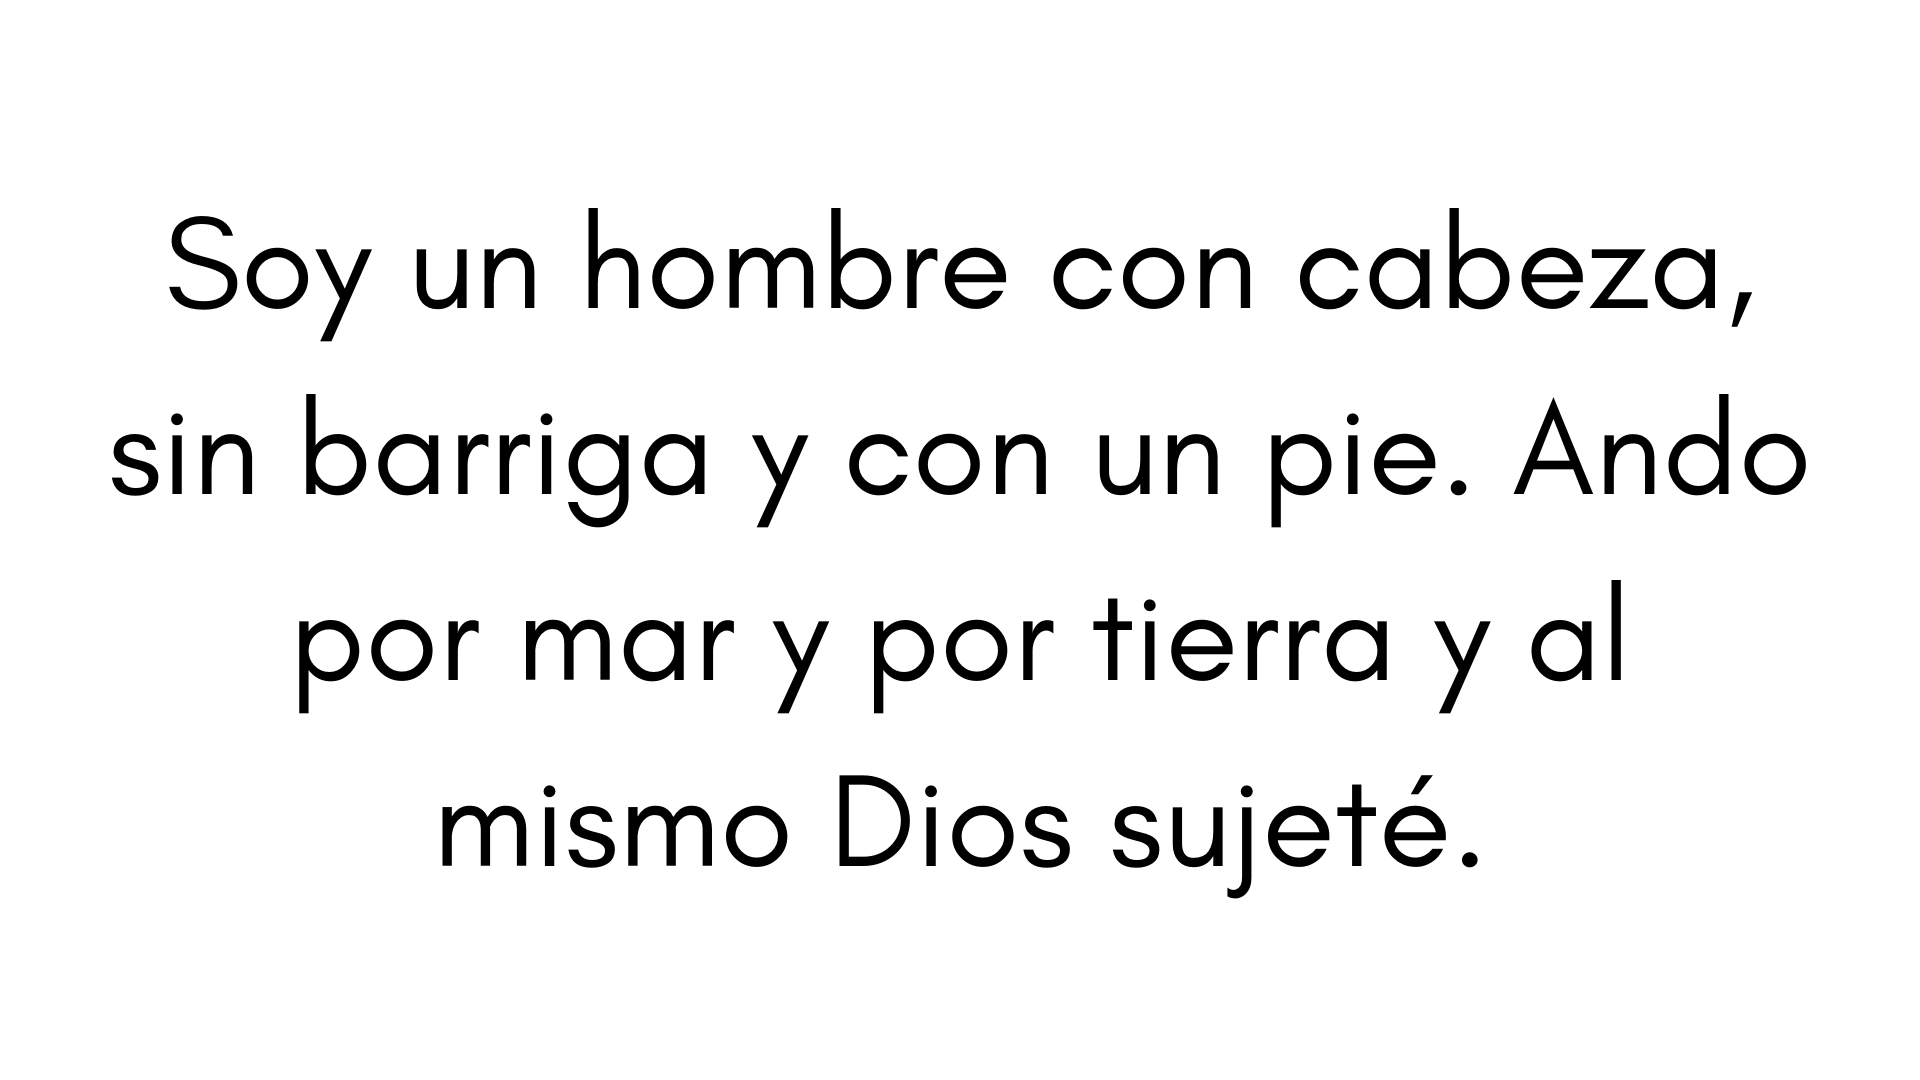 Soy un hombre con cabeza,
sin barriga y con un pie. Ando
por mar y por tierra y al
mismo Dios sujeté.